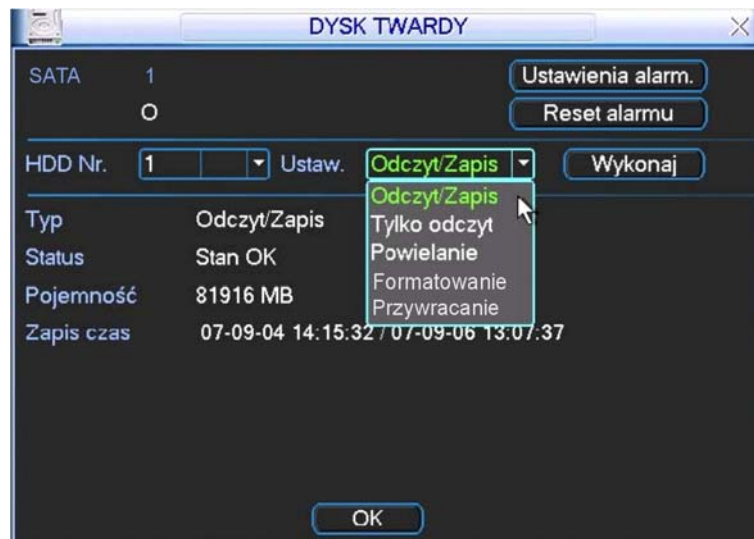 DYSK TWARDY
SATA 1 Ustawienia alarm.
O Reset alarmu
HDD Nr. 1 Ustaw. Odczyt/Zapis Wykonaj
Odczyt/Zapis
Typ Odczyt/Zapis Tylko odczyt
Status Stan OK Powielanie
Pojemność 81916 MB Formatowanie
Przywracanie
Zapis czas 07-09-04 14:15:32 / 07-09-06 13:07:37
OK